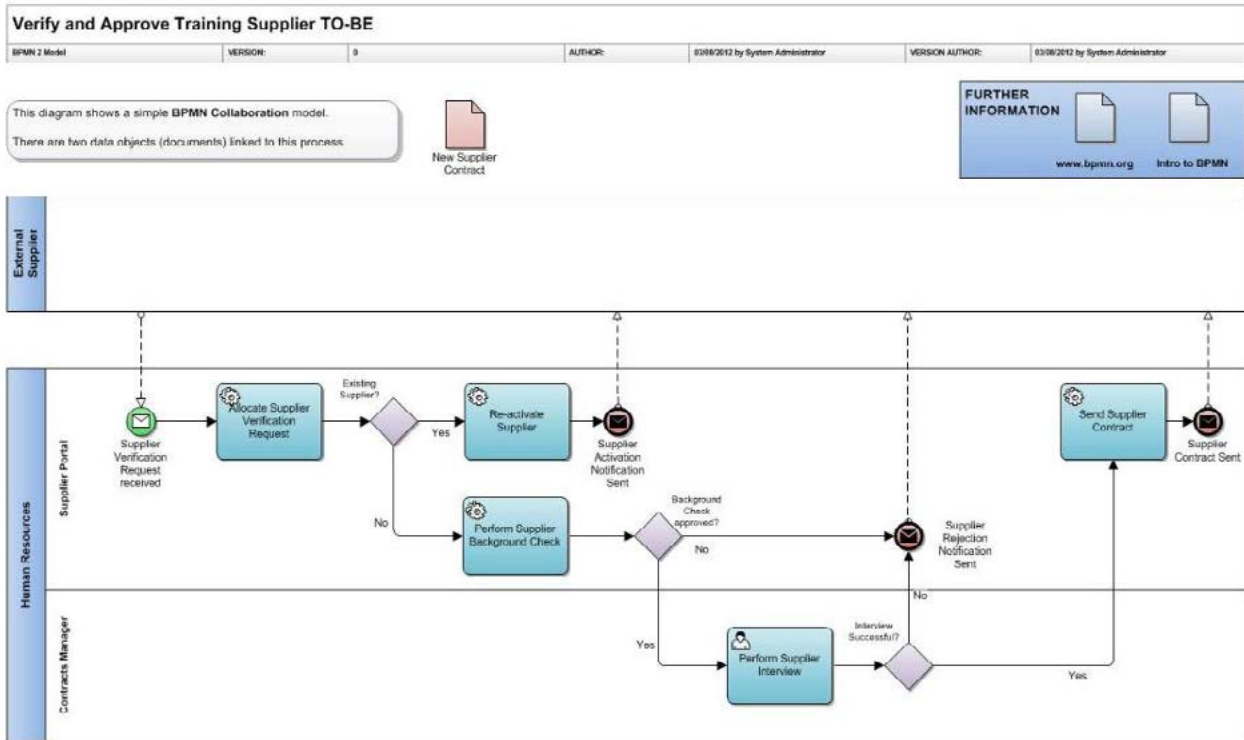 Verify and Approve Training Supplier TO-BE
BPMN 2 Model VERSION: 0 AUTHOR: 03/08/2012 by System Administrator VERSION AUTHOR: 03/08/2012 by System Administrator
This diagram shows a simple BPMN Collaboration model.
There are two data objects (documents) linked to this process
New Supplier
Contract
FURTHER
INFORMATION
www.bpmn.org
Intro to BPMN
External
Supplier
Human Resources
Supplier Portal
Supplier
Verification
Request
received
Allocate Supplier
Verification
Request
Existing
Supplier?
Yes
Re-activate
Supplier
Supplier
Activation
Notification
Sent
No
Perform Supplier
Background Check
Background
Check
approved?
No
Supplier
Rejection
Notification
Sent
Send Supplier
Contract
Supplier
Contract Sent
Contracts Manager
Yes
Perform Supplier
Interview
Interview
Successful?
No
Yes